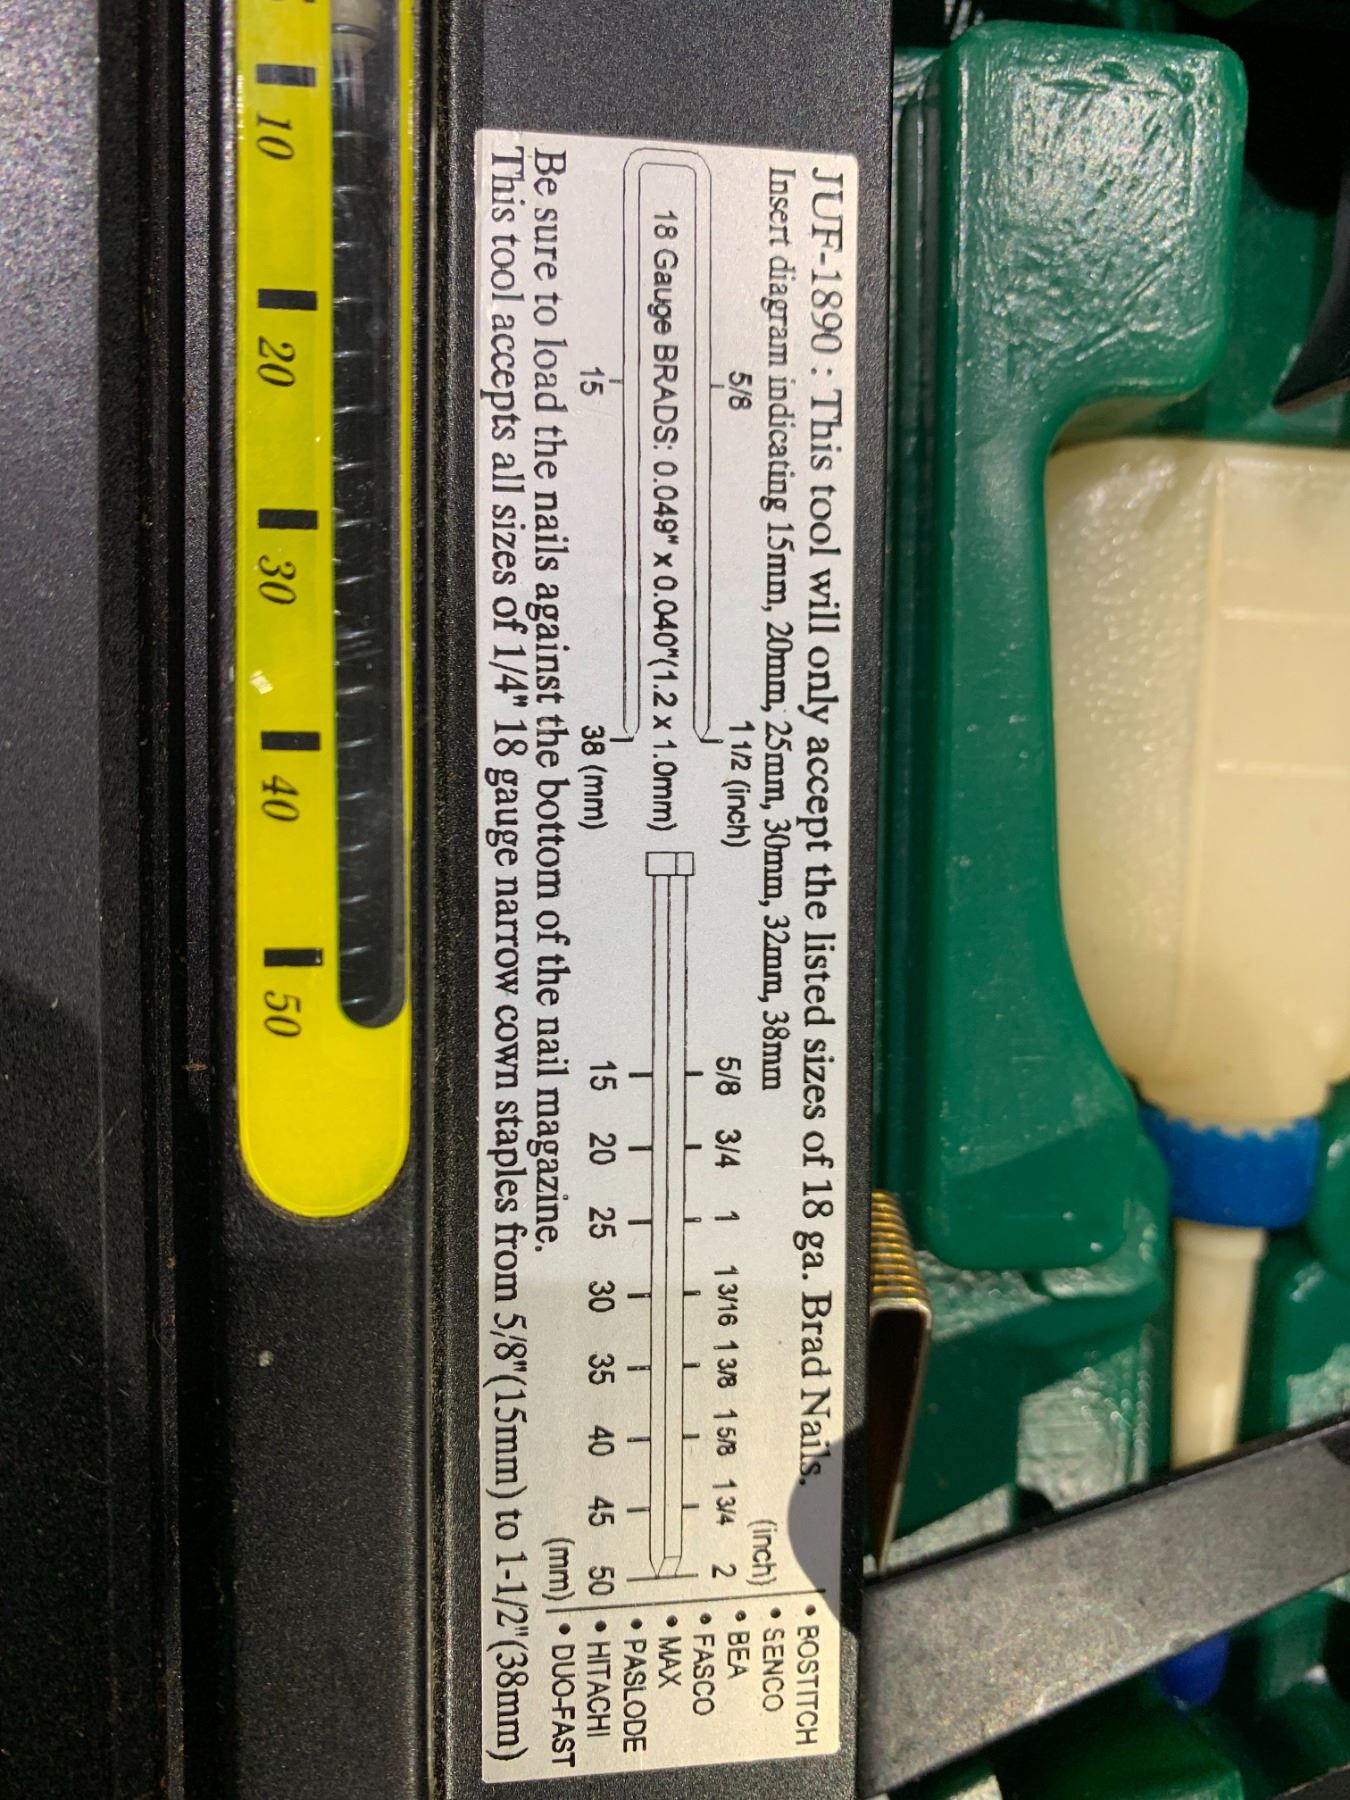 JUF-1890 : This tool will only accept the listed sizes of 18 ga. Brad Nails.
Insert diagram indicating 15mm, 20mm, 25mm, 30mm, 32mm, 38mm
5/8 1 1/2 (inch)
18 Gauge BRADS: 0.049" x 0.040"(1.2 x 1.0mm)
15 38 (mm)
(inch)
5/8 3/4 1 1 3/16 1 3/8 1 5/8 1 3/4 2
15 20 25 30 35 40 45 50
(mm)
• BOSTITCH
• SENCO
• BEA
• FASCO
• MAX
• PASLODE
• HITACHI
• DUO-FAST
Be sure to load the nails against the bottom of the nail magazine.
This tool accepts all sizes of 1/4" 18 gauge narrow cown staples from 5/8"(15mm) to 1-1/2"(38mm)
10 20 30 40 50